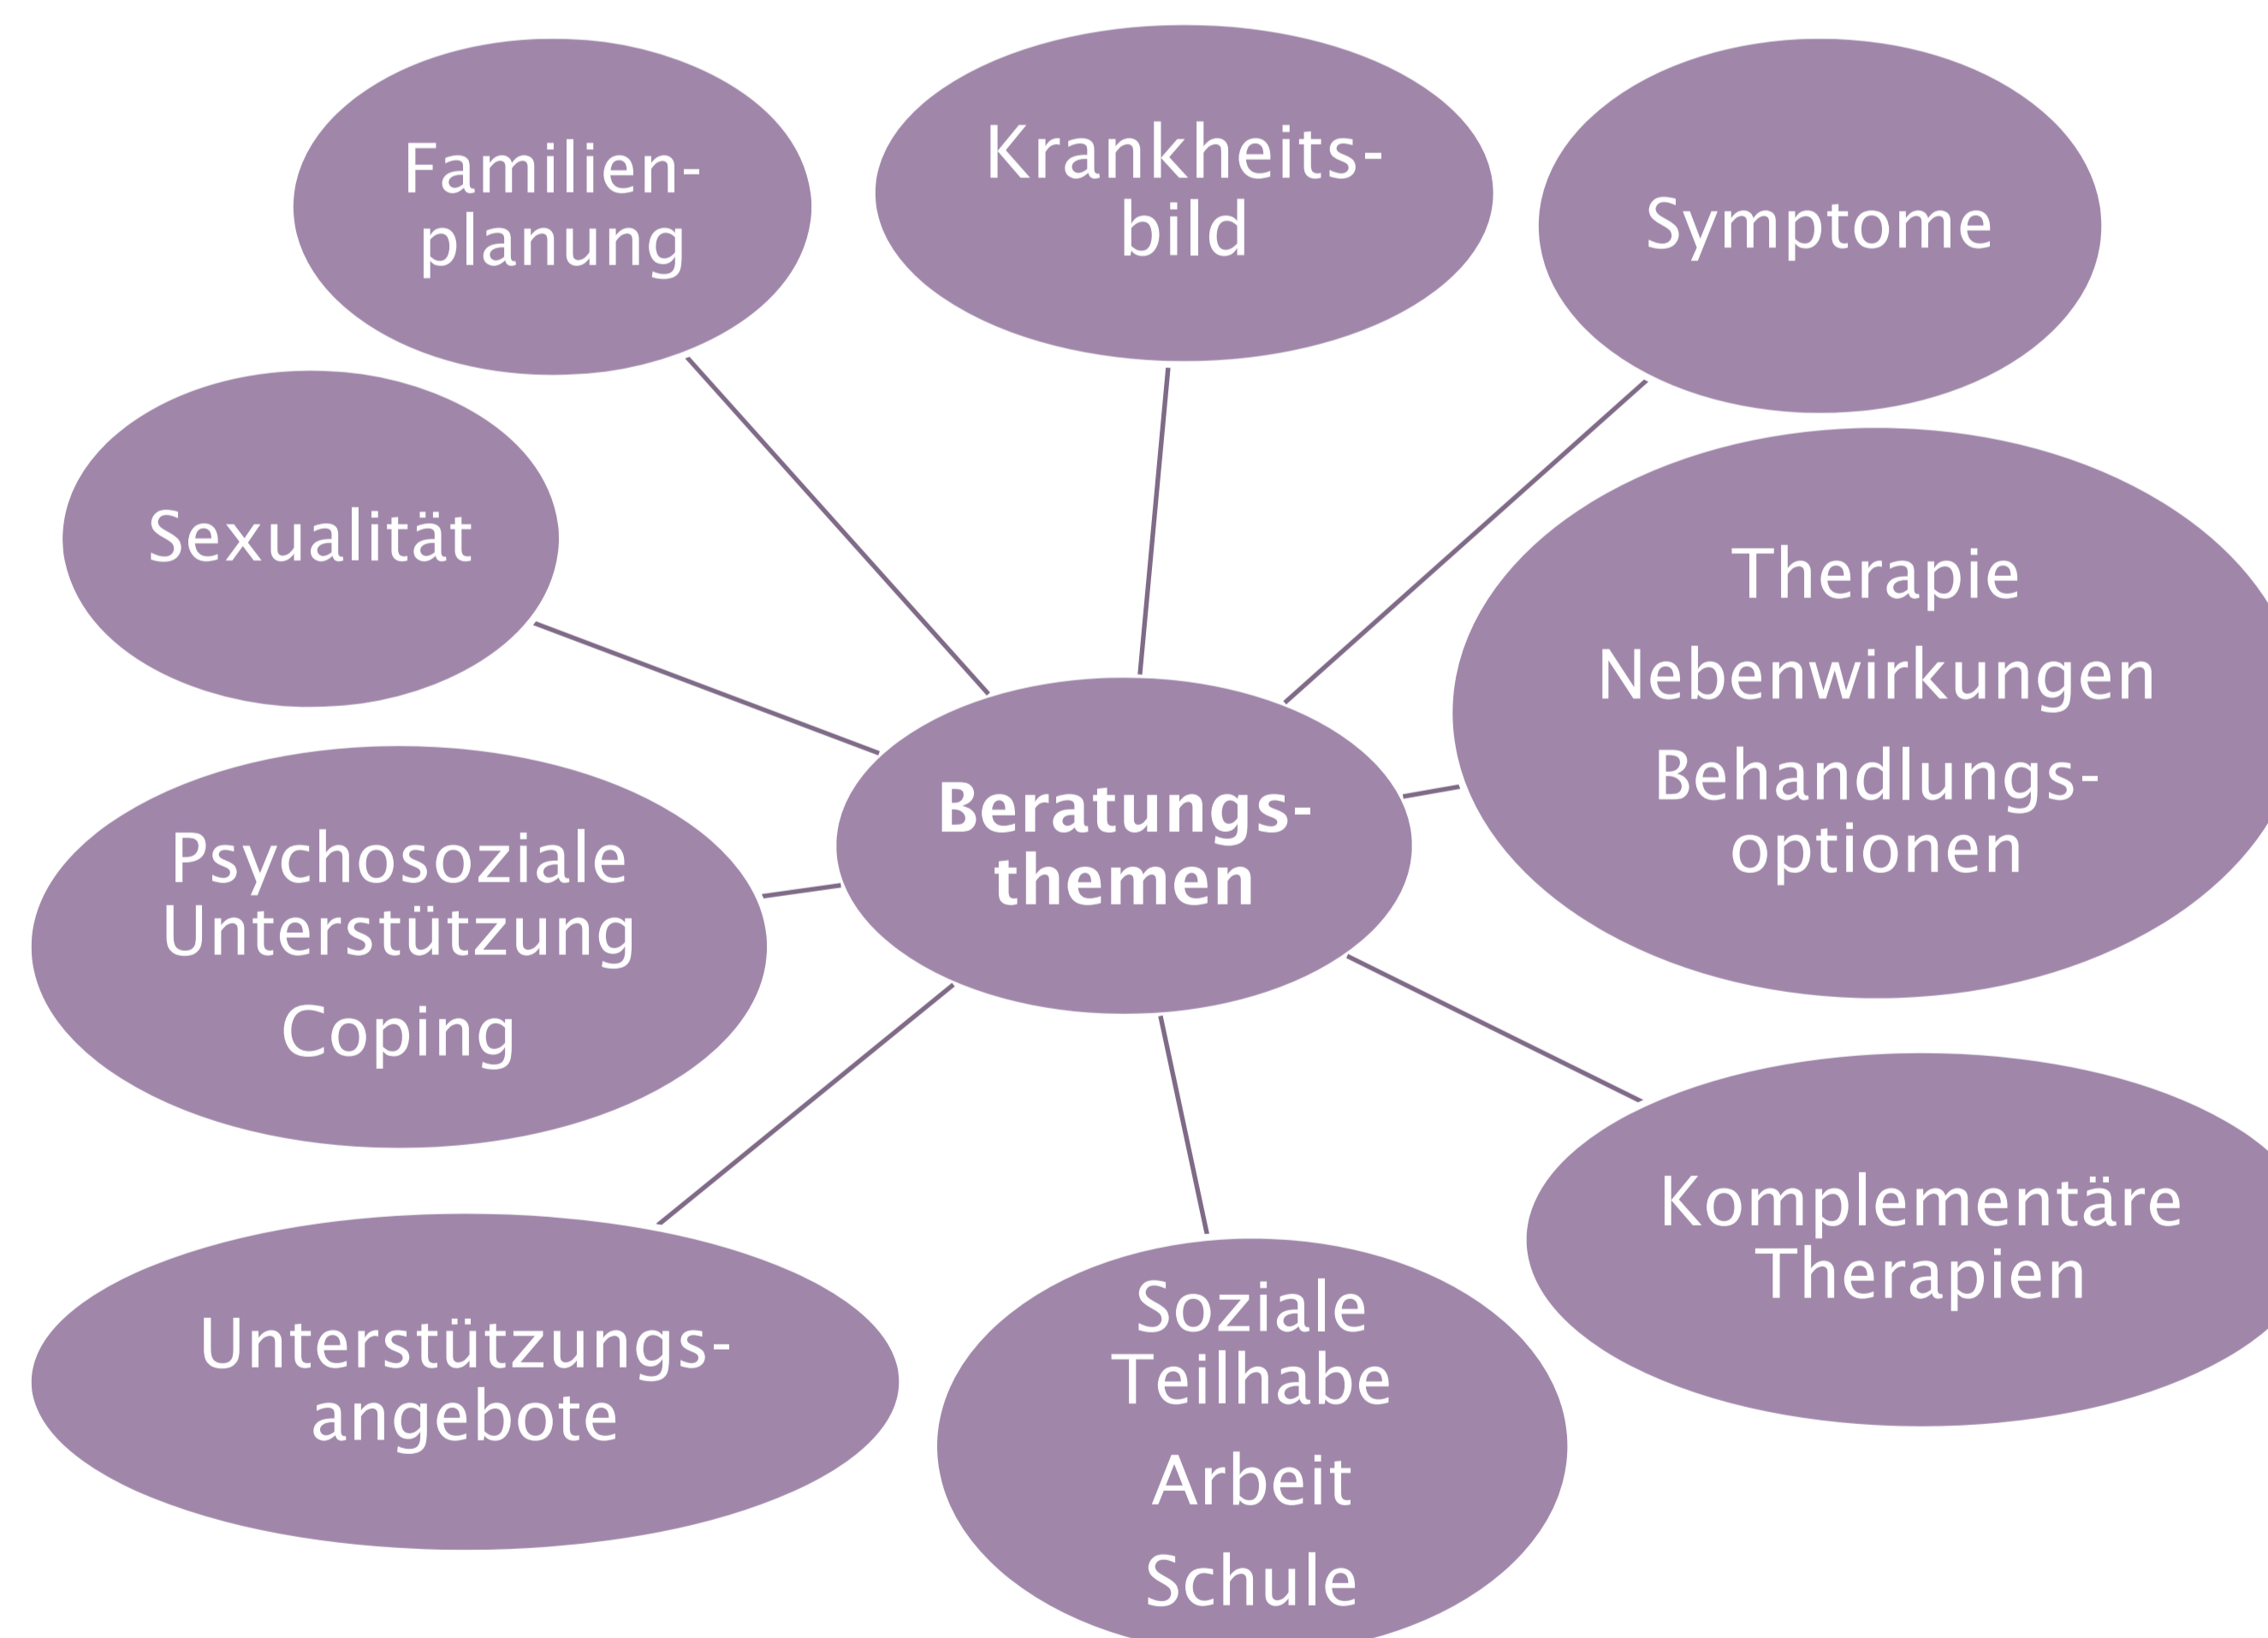 Familien-
planung
Krankheits-
bild
Symptome
Sexualität
Therapie
Nebenwirkungen
Behandlungs-
optionen
Beratungs-
themen
Psychosoziale
Unterstützung
Coping
Komplementäre
Therapien
Unterstützungs-
angebote
Soziale
Teilhabe
Arbeit
Schule